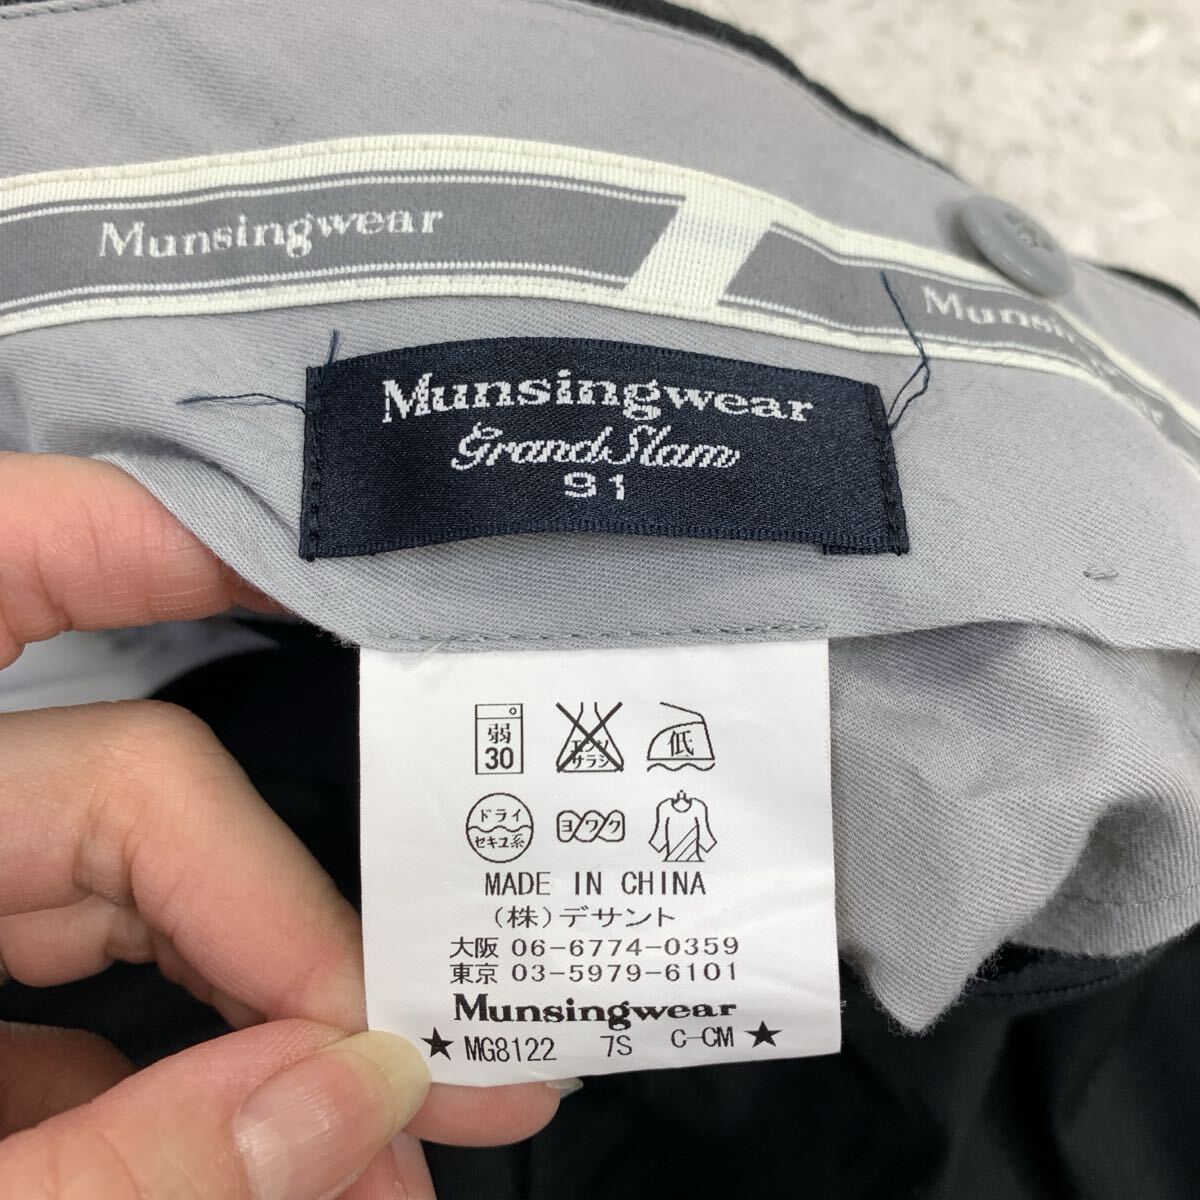 Munsingwear
Munsingwear
Munsingwear
Grand Slam
91
弱
30
エンソ
サラシ
低
ドライ
セキユ系
ヨワク
MADE IN CHINA
(株)デサント
大阪 06-6774-0359
東京 03-5979-6101
Munsingwear
★ MG8122 7S C-CM ★